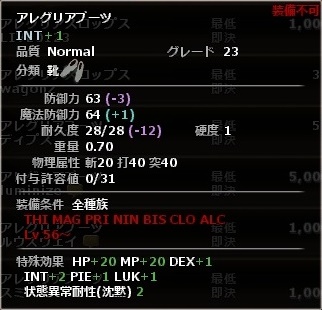 装備不可
アレグリアブーツ
INT+1
品質 Normal グレード 23
分類 靴
防御力 63 (-3)
魔法防御力 64 (+1)
耐久度 28/28 (-12) 硬度 1
重量 0.70
物理属性 斬20 打40 突40
付与許容値 0/31
装備条件 全種族
THI MAG PRI NIN BIS CLO ALC
Lv 56～
特殊効果 HP+20 MP+20 DEX+1
INT+2 PIE+1 LUK+1
状態異常耐性(沈黙) 2